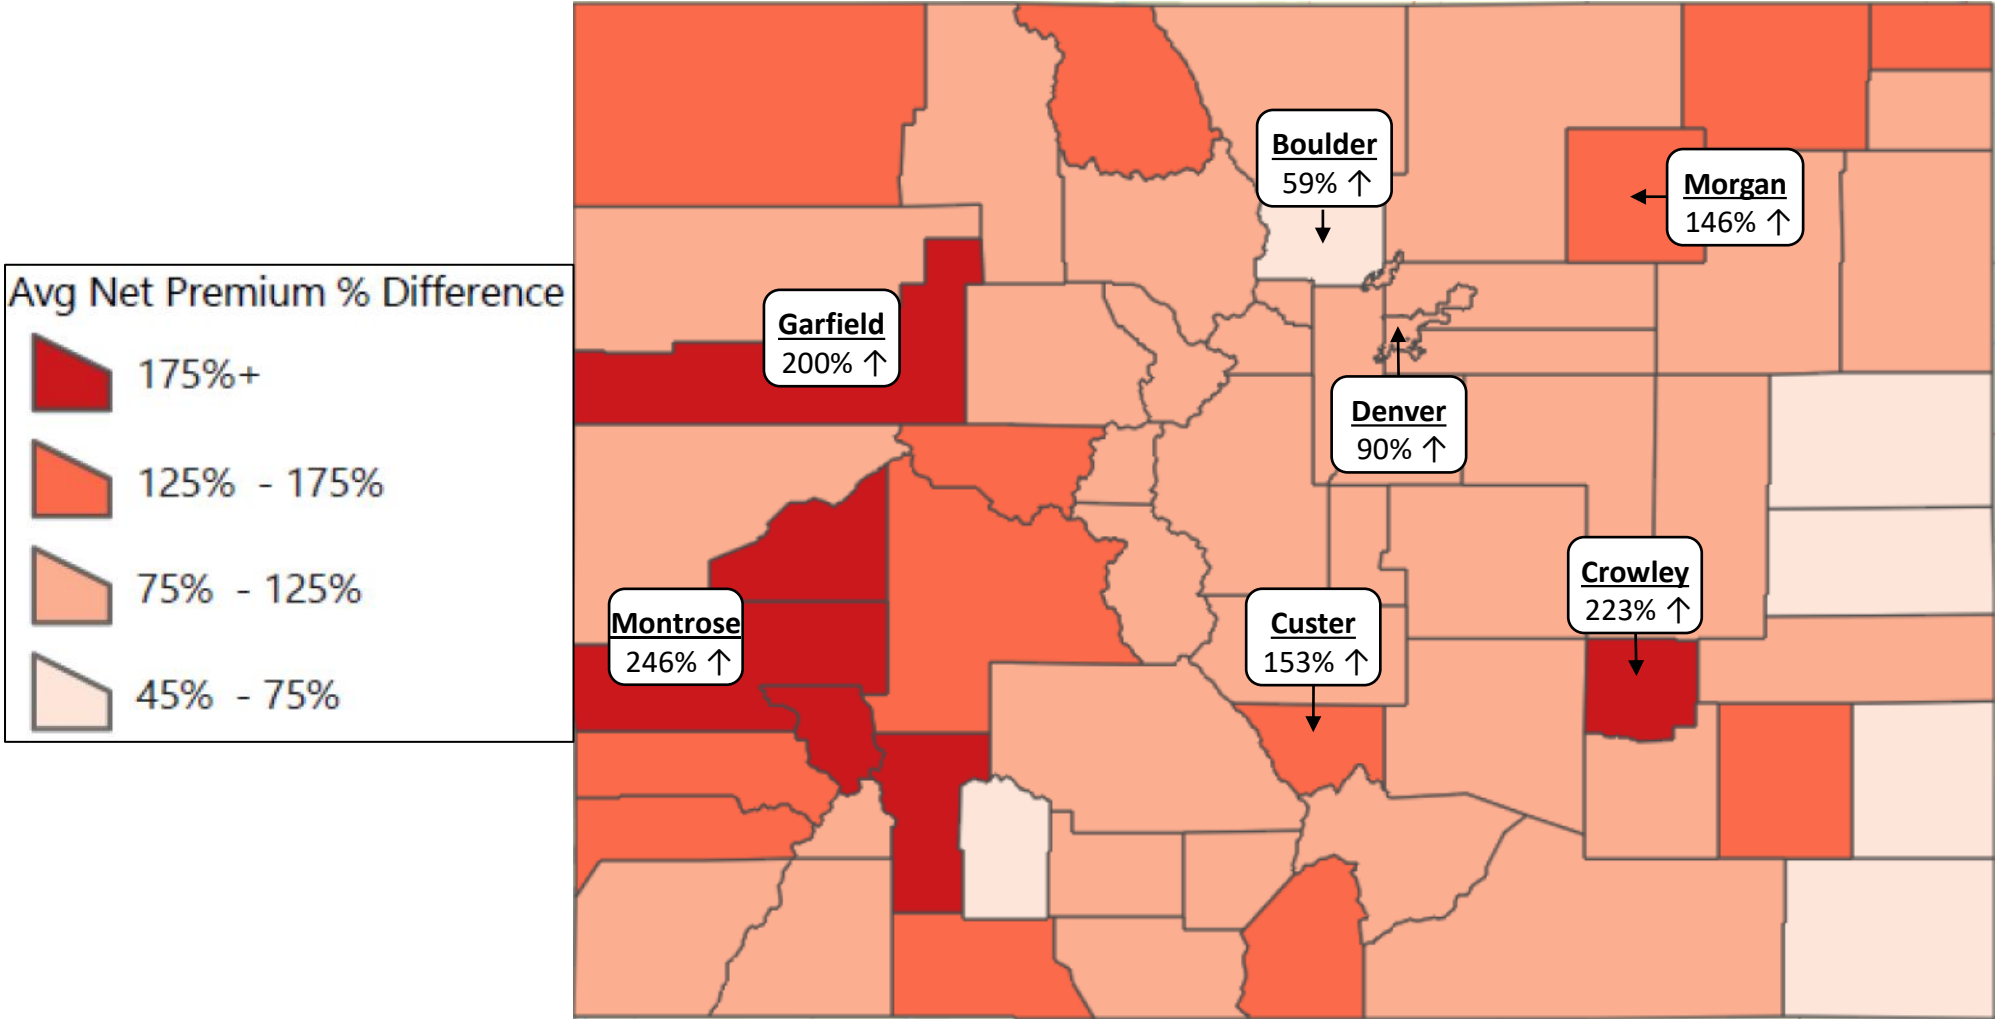 Avg Net Premium % Difference
175%+
125% - 175%
75% - 125%
45% - 75%
Boulder
59% ↑
Morgan
146% ↑
Garfield
200% ↑
Denver
90% ↑
Crowley
223% ↑
Montrose
246% ↑
Custer
153% ↑